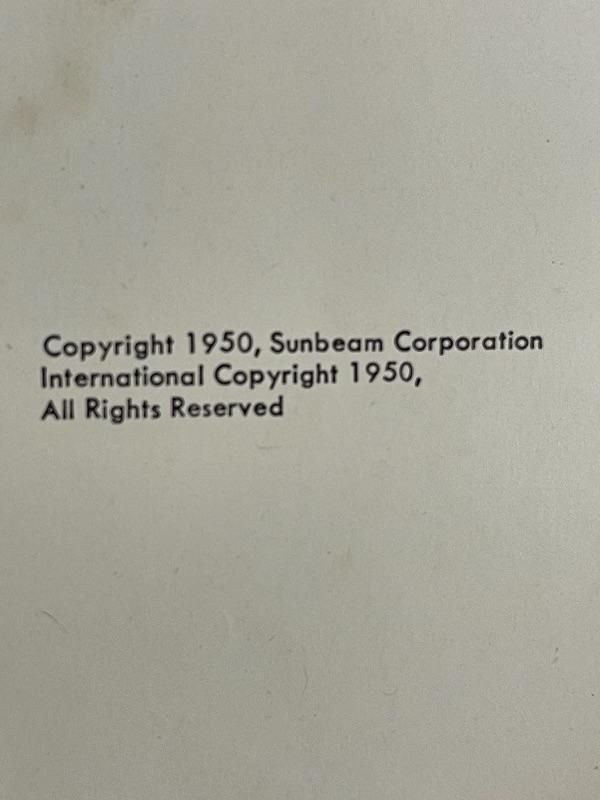 Copyright 1950, Sunbeam Corporation
International Copyright 1950,
All Rights Reserved